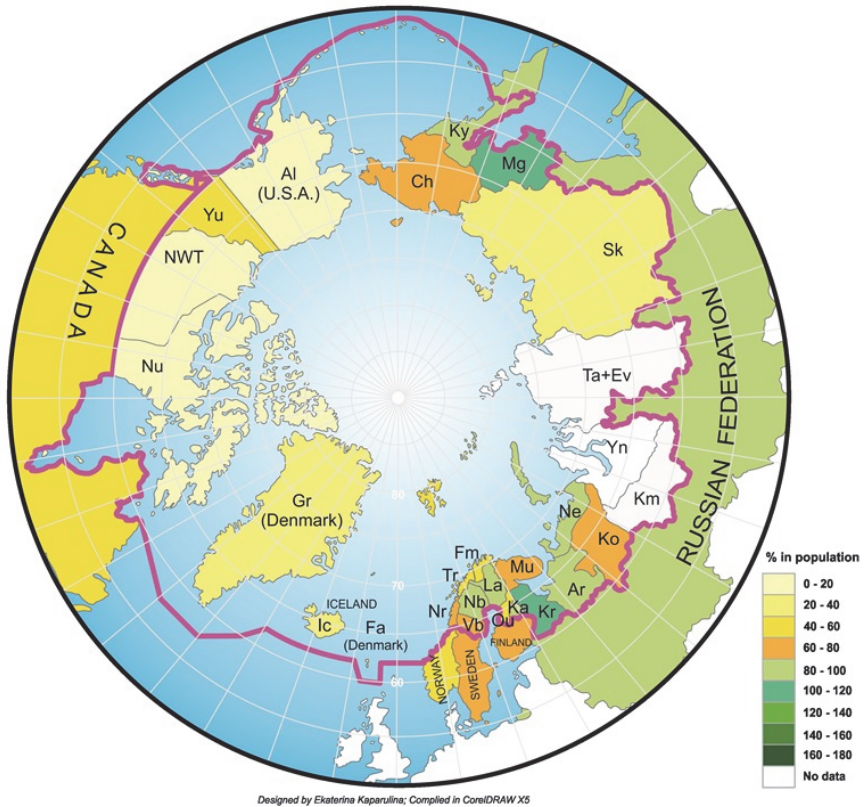 Ky
Mg
Al
(U.S.A.)
Ch
Yu
CANADA
NWT
Sk
Nu
Ta+Ev
RUSSIAN FEDERATION
Yn
Km
80
Gr
(Denmark)
Ne
Ko
Fm
Mu
Tr
La
Ar
70
Nb
Ka
Kr
ICELAND
Nr
Ic
Fa
(Denmark)
Vb
Ou
FINLAND
NORWAY
SWEDEN
60
% in population
0 - 20
20 - 40
40 - 60
60 - 80
80 - 100
100 - 120
120 - 140
140 - 160
160 - 180
No data
Designed by Ekaterina Kaparulina; Complied in CorelDRAW X5